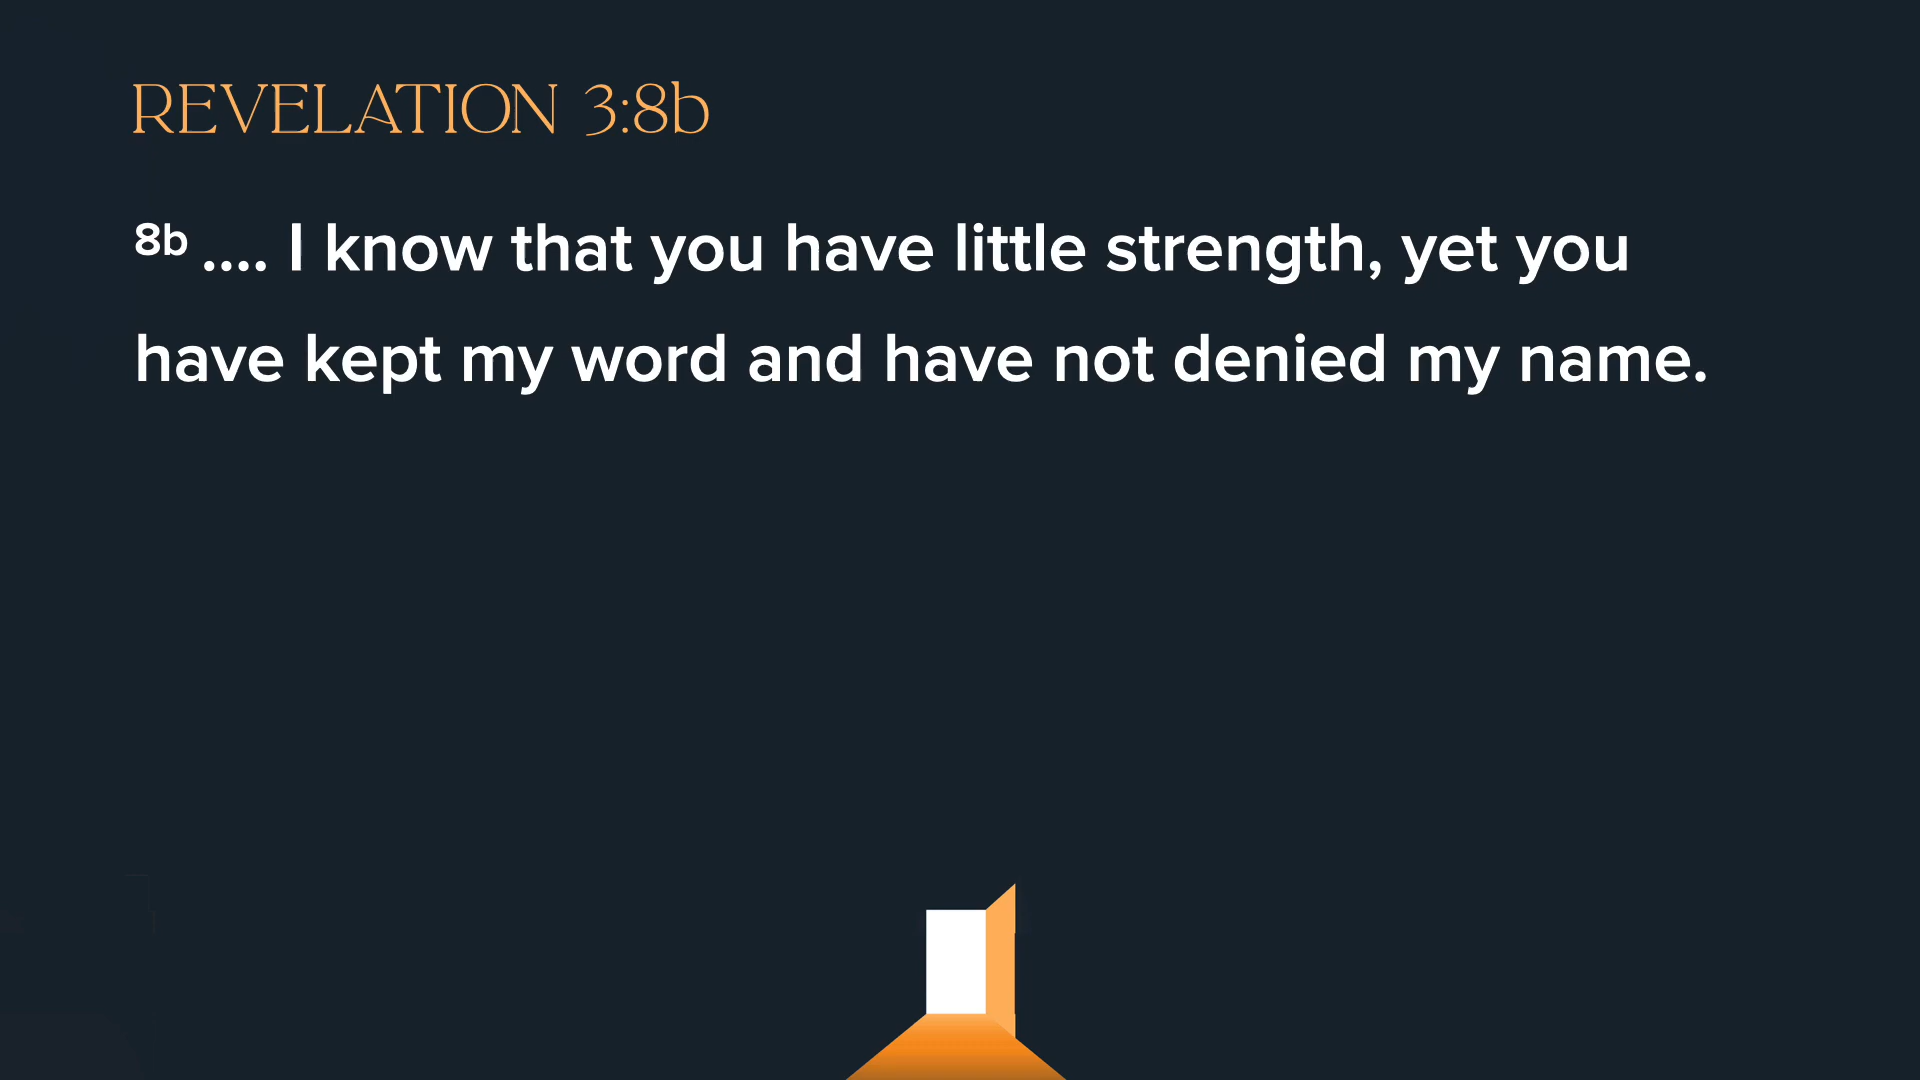 REVELATION 3:8b
8b .... I know that you have little strength, yet you
have kept my word and have not denied my name.